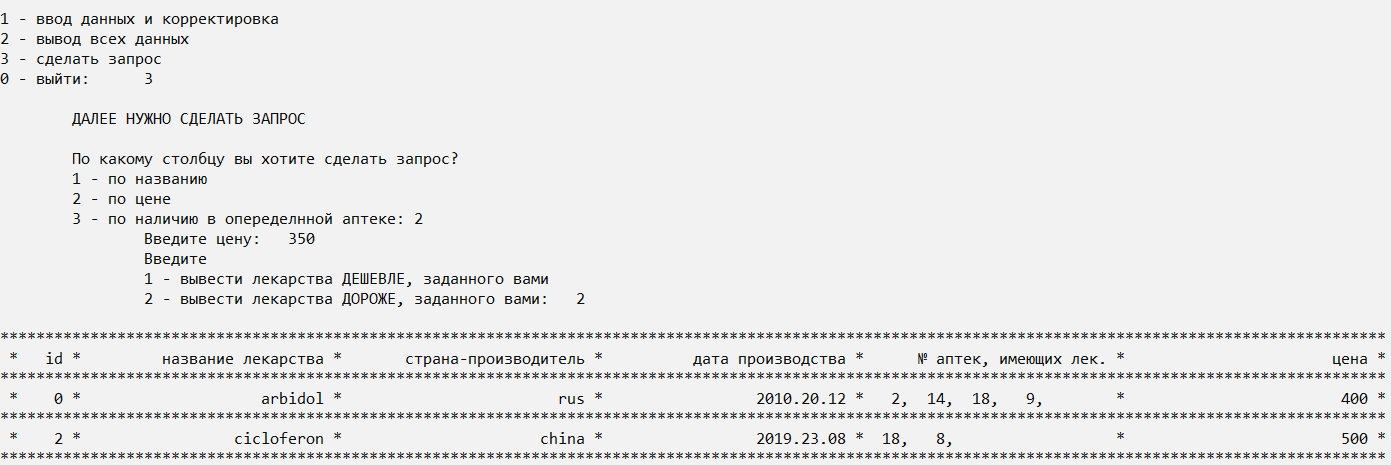 1 - ввод данных и корректировка
2 - вывод всех данных
3 - сделать запрос
0 - выйти:      3
ДАЛЕЕ НУЖНО СДЕЛАТЬ ЗАПРОС
По какому столбцу вы хотите сделать запрос?
1 - по названию
2 - по цене
3 - по наличию в опеределнной аптеке: 2
Введите цену:   350
Введите
1 - вывести лекарства ДЕШЕВЛЕ, заданного вами
2 - вывести лекарства ДОРОЖЕ, заданного вами:   2
**********************************************************************************************************************************************************
*   id *         название лекарства *       страна-производитель *          дата производства *      № аптек, имеющих лек. *                       цена *
**********************************************************************************************************************************************************
*    0 *                    arbidol *                        rus *                 2010.20.12 *   2,  14,  18,   9,        *                        400 *
**********************************************************************************************************************************************************
*    2 *                 cicloferon *                      china *                 2019.23.08 *  18,   8,                  *                        500 *
**********************************************************************************************************************************************************